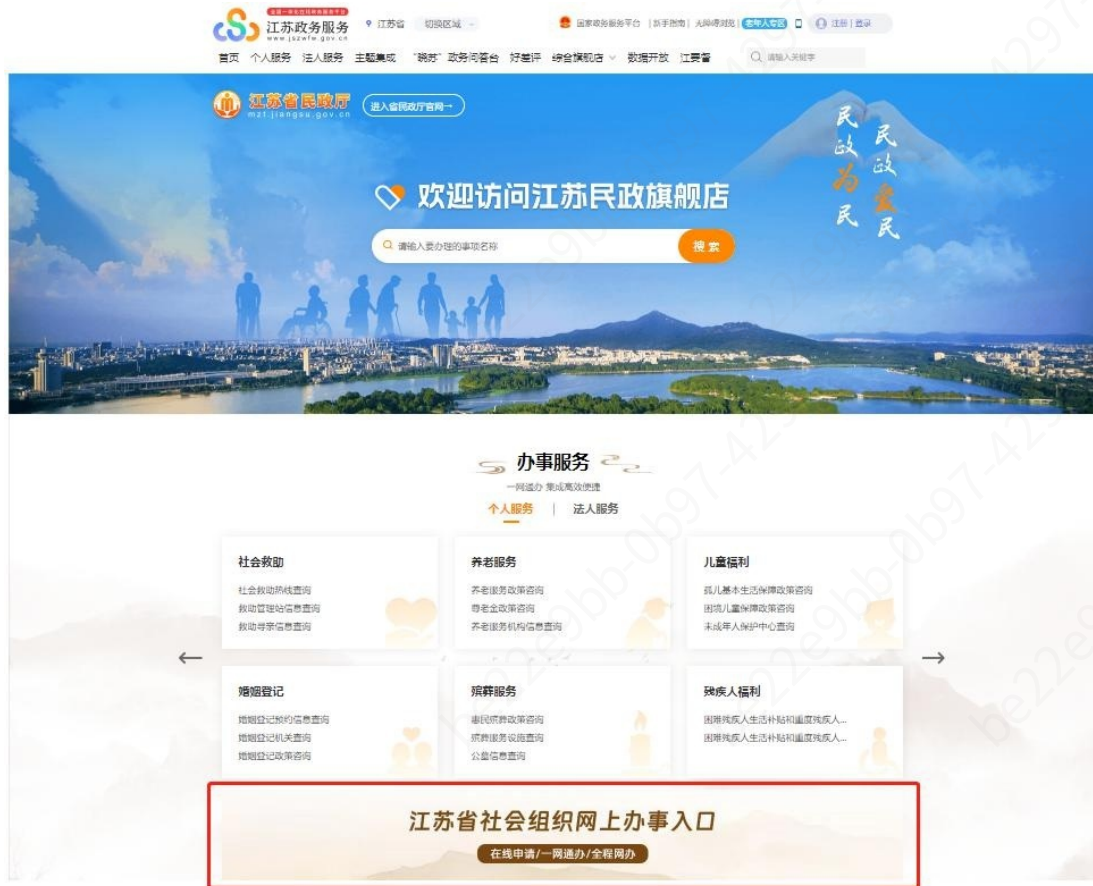 全国一体化在线政务服务平台
江苏政务服务
www.jszwfw.gov.cn
江苏省 切换区域
国家政务服务平台 | 新手指南 | 无障碍浏览 | 老年人专区 注册 | 登录
首页 个人服务 法人服务 主题集成 "晓苏"政务问答台 好差评 综合旗舰店 数据开放 江要督 请输入关键字
江苏省民政厅
mzt.jiangsu.gov.cn
进入省民政厅官网→
民政为民
民政爱民
欢迎访问江苏民政旗舰店
请输入要办理的事项名称 搜索
办事服务
一网通办 集成高效便捷
个人服务 | 法人服务
社会救助 养老服务 儿童福利
社会救助热线查询 养老服务政策咨询 孤儿基本生活保障政策咨询
救助管理站信息查询 尊老金政策咨询 困境儿童保障政策咨询
救助寻亲信息查询 养老服务机构信息查询 未成年人保护中心查询
← →
婚姻登记 殡葬服务 残疾人福利
婚姻登记预约信息查询 惠民殡葬政策咨询 困难残疾人生活补贴和重度残疾人...
婚姻登记机关查询 殡葬服务设施查询 困难残疾人生活补贴和重度残疾人...
婚姻登记政策咨询 公墓信息查询
江苏省社会组织网上办事入口
在线申请/一网通办/全程网办